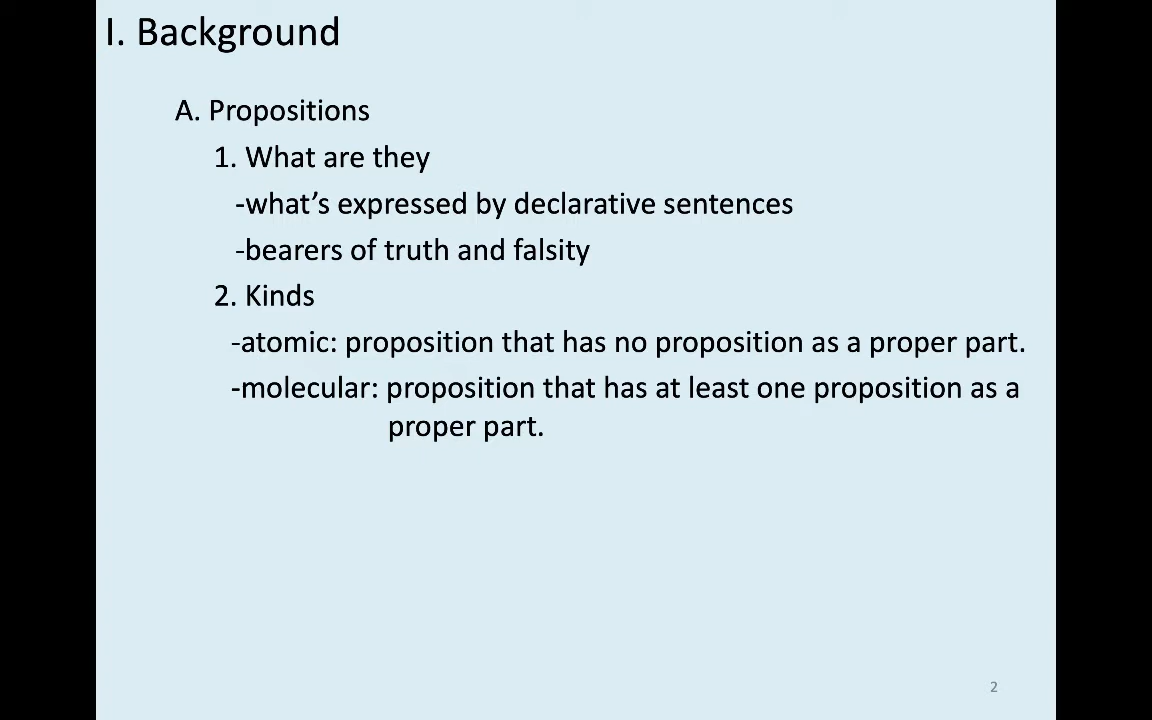 I. Background
A. Propositions
1. What are they
-what’s expressed by declarative sentences
-bearers of truth and falsity
2. Kinds
-atomic: proposition that has no proposition as a proper part.
-molecular: proposition that has at least one proposition as a
proper part.
2